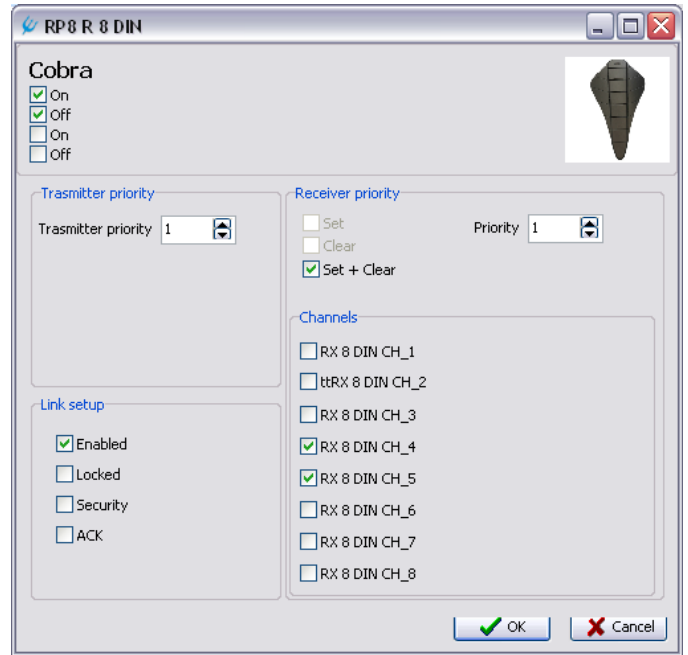 RP8 R 8 DIN
Cobra
On
Off
On
Off
Trasmitter priority
Trasmitter priority 1
Receiver priority
Set
Clear
Set + Clear
Priority 1
Channels
RX 8 DIN CH_1
ttRX 8 DIN CH_2
RX 8 DIN CH_3
RX 8 DIN CH_4
RX 8 DIN CH_5
RX 8 DIN CH_6
RX 8 DIN CH_7
RX 8 DIN CH_8
Link setup
Enabled
Locked
Security
ACK
OK Cancel